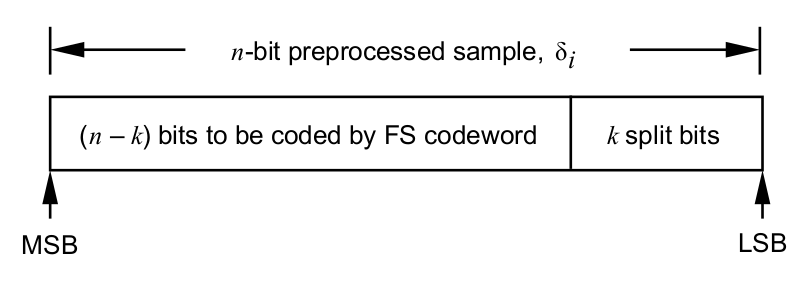 n-bit preprocessed sample, δi
(n – k) bits to be coded by FS codeword
k split bits
MSB
LSB